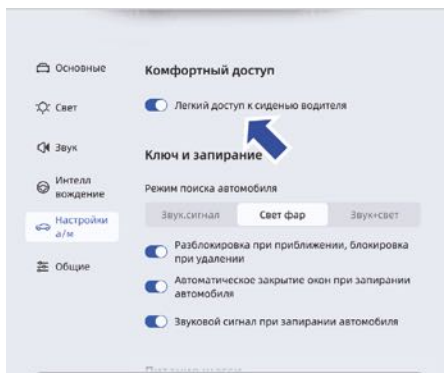 Основные
Комфортный доступ
Свет
Легкий доступ к сиденью водителя
Звук
Ключ и запирание
Интелл
вождение
Режим поиска автомобиля
Настройки
а/м
Звук.сигнал Свет фар Звук+свет
Разблокировка при приближении, блокировка
при удалении
Общие
Автоматическое закрытие окон при запирании
автомобиля
Звуковой сигнал при запирании автомобиля